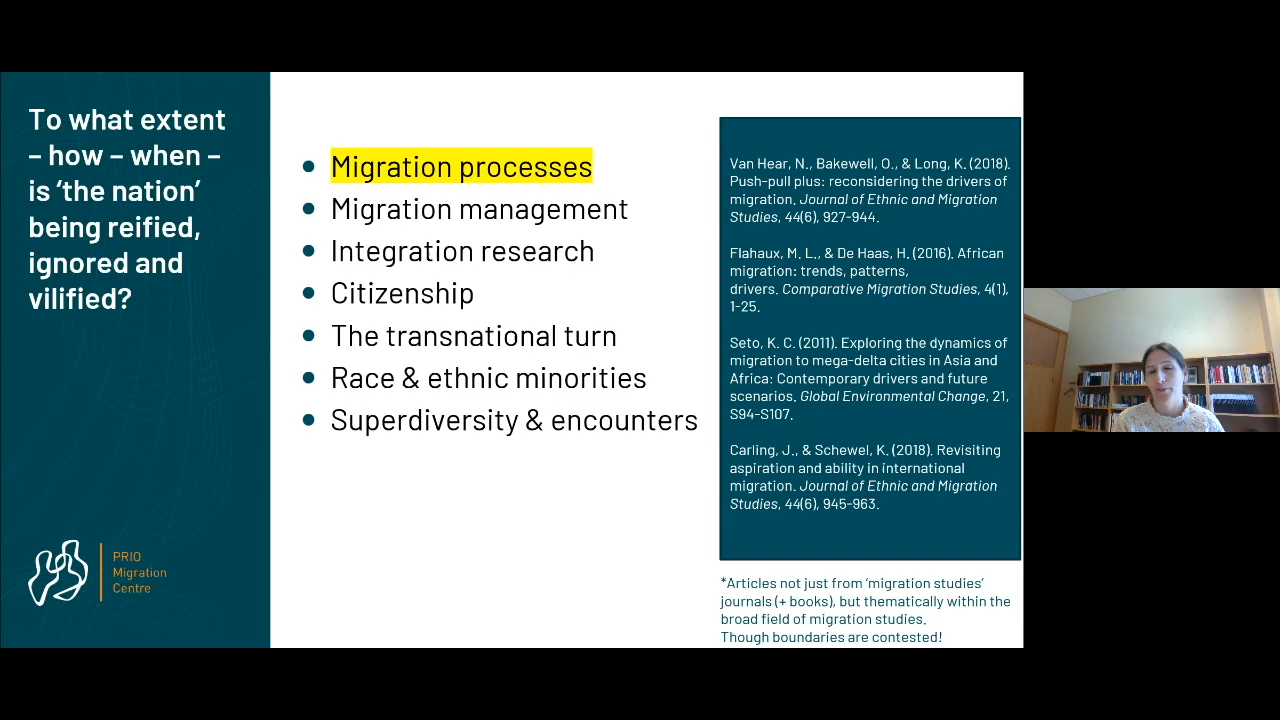 To what extent
– how – when –
is ‘the nation’
being reified,
ignored and
vilified?
PRIO
Migration
Centre
• Migration processes
• Migration management
• Integration research
• Citizenship
• The transnational turn
• Race & ethnic minorities
• Superdiversity & encounters
Van Hear, N., Bakewell, O., & Long, K. (2018).
Push-pull plus: reconsidering the drivers of
migration. Journal of Ethnic and Migration
Studies, 44(6), 927-944.
Flahaux, M. L., & De Haas, H. (2016). African
migration: trends, patterns,
drivers. Comparative Migration Studies, 4(1),
1-25.
Seto, K. C. (2011). Exploring the dynamics of
migration to mega-delta cities in Asia and
Africa: Contemporary drivers and future
scenarios. Global Environmental Change, 21,
S94-S107.
Carling, J., & Schewel, K. (2018). Revisiting
aspiration and ability in international
migration. Journal of Ethnic and Migration
Studies, 44(6), 945-963.
*Articles not just from ‘migration studies’
journals (+ books), but thematically within the
broad field of migration studies.
Though boundaries are contested!